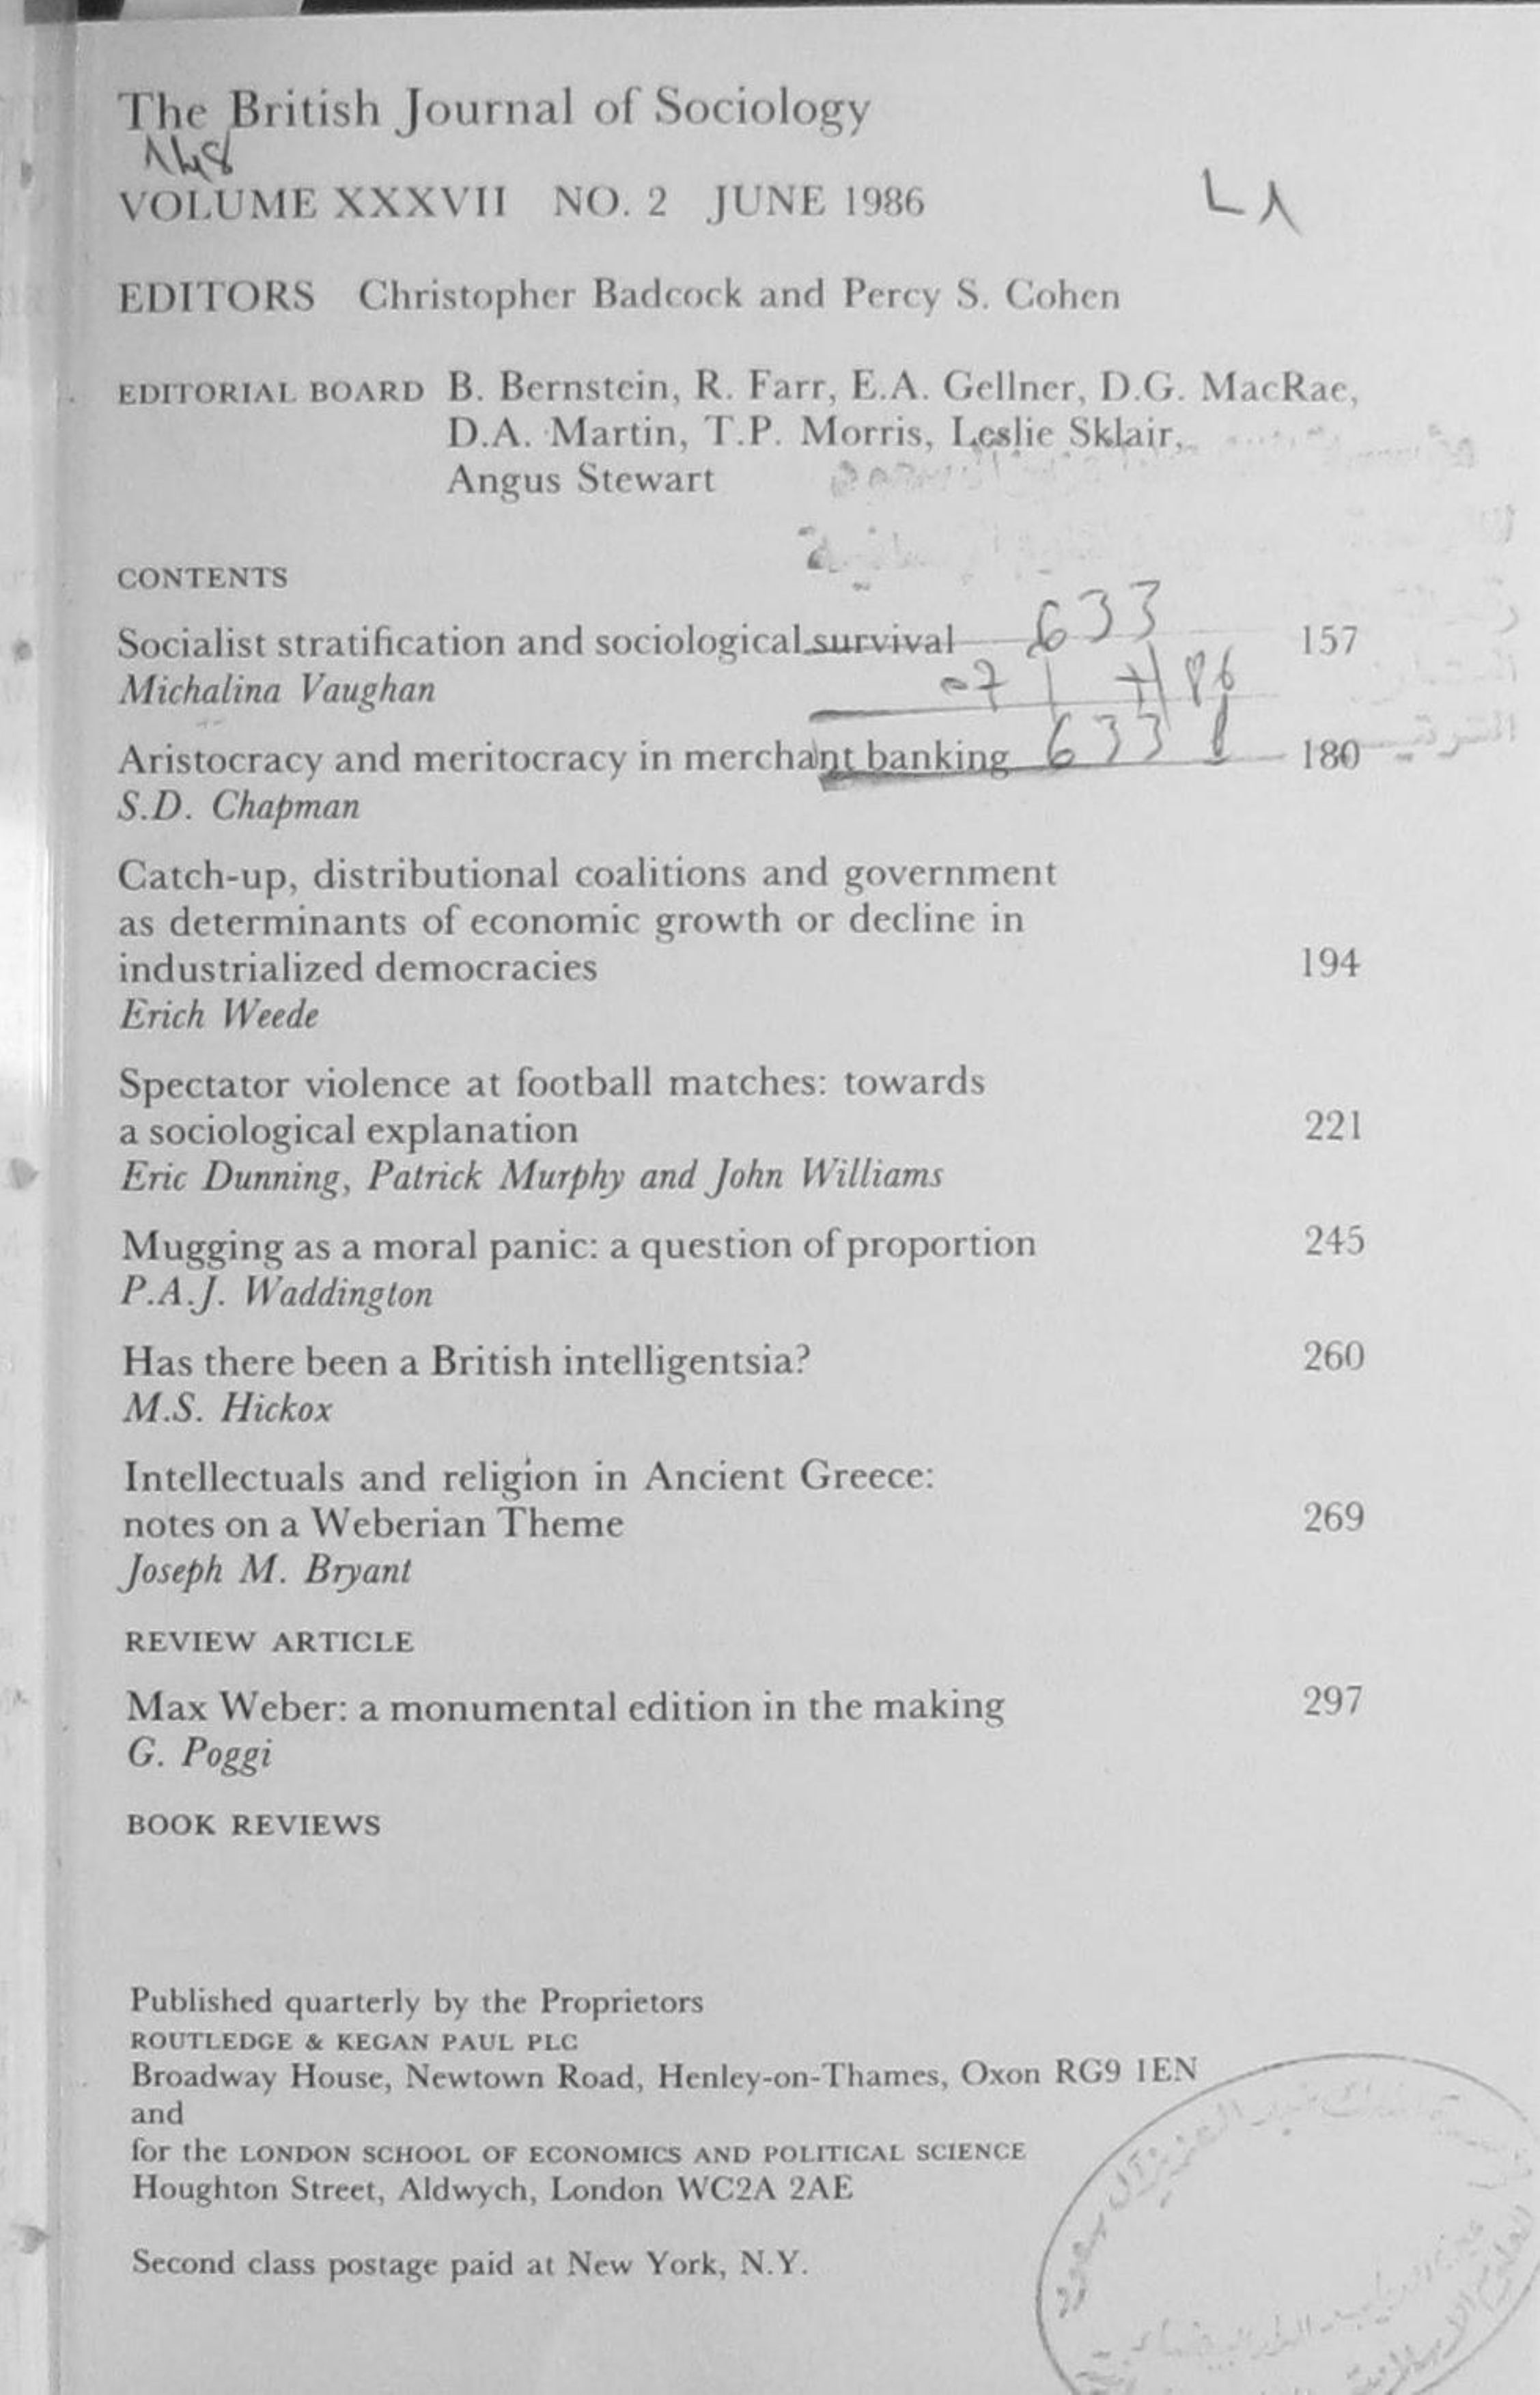 The British Journal of Sociology
VOLUME XXXVII NO. 2 JUNE 1986
EDITORS Christopher Badcock and Percy S. Cohen
EDITORIAL BOARD B. Bernstein, R. Farr, E.A. Gellner, D.G. MacRae,
D.A. Martin, T.P. Morris, Leslie Sklair,
Angus Stewart
CONTENTS
633
Socialist stratification and sociological survival 157
Michalina Vaughan
633
Aristocracy and meritocracy in merchant banking 180
S.D. Chapman
Catch-up, distributional coalitions and government
as determinants of economic growth or decline in
industrialized democracies 194
Erich Weede
Spectator violence at football matches: towards
a sociological explanation 221
Eric Dunning, Patrick Murphy and John Williams
Mugging as a moral panic: a question of proportion 245
P.A.J. Waddington
Has there been a British intelligentsia? 260
M.S. Hickox
Intellectuals and religion in Ancient Greece:
notes on a Weberian Theme 269
Joseph M. Bryant
REVIEW ARTICLE
Max Weber: a monumental edition in the making 297
G. Poggi
BOOK REVIEWS
Published quarterly by the Proprietors
ROUTLEDGE & KEGAN PAUL PLC
Broadway House, Newtown Road, Henley-on-Thames, Oxon RG9 1EN
and
for the LONDON SCHOOL OF ECONOMICS AND POLITICAL SCIENCE
Houghton Street, Aldwych, London WC2A 2AE
Second class postage paid at New York, N.Y.